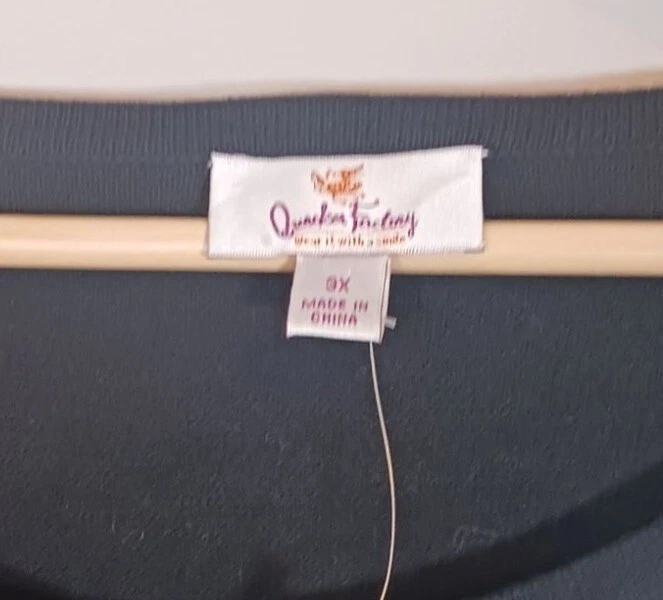 Quacker Factory
wear it with a smile
3X
MADE IN
CHINA